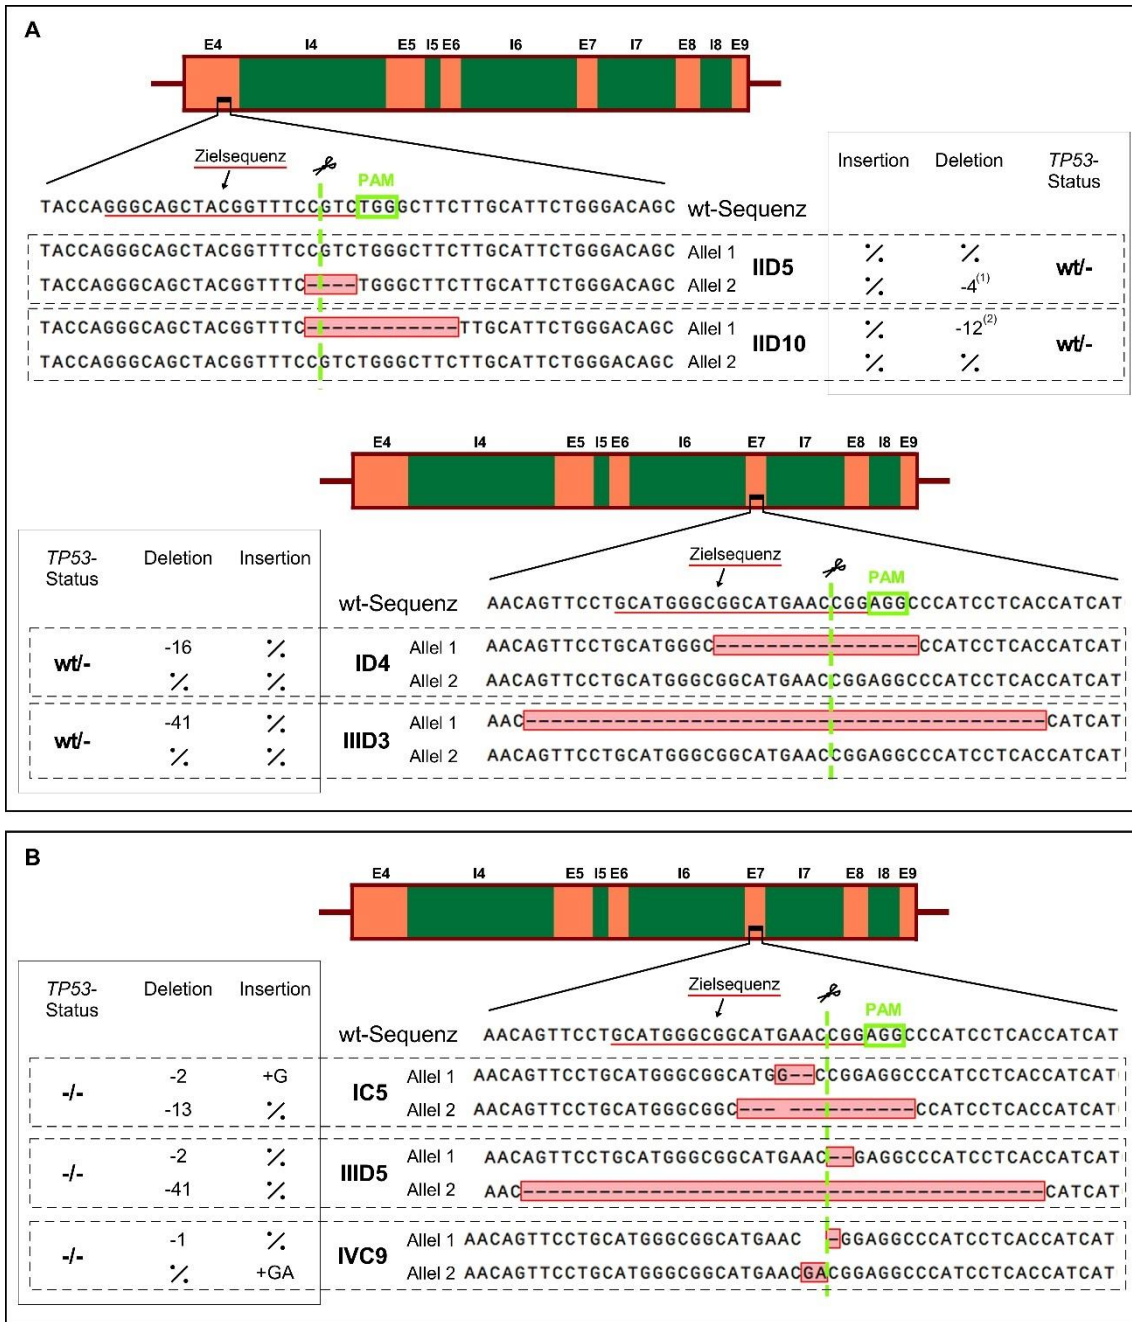 A
E4 I4 E5 I5 E6 I6 E7 I7 E8 I8 E9
Zielsequenz
PAM
Insertion Deletion TP53-Status
TACCAGGGCAGCTACGGTTTCCGTCTGGGCTTCTTGCATTCTGGGACAGC wt-Sequenz
TACCAGGGCAGCTACGGTTTCCGTCTGGGCTTCTTGCATTCTGGGACAGC Allel 1 IID5 ٪ ٪ wt/-
TACCAGGGCAGCTACGGTTTC----TGGGCTTCTTGCATTCTGGGACAGC Allel 2 ٪ -4(1)
TACCAGGGCAGCTACGGTTTC------------TTGCATTCTGGGACAGC Allel 1 IID10 ٪ -12(2) wt/-
TACCAGGGCAGCTACGGTTTCCGTCTGGGCTTCTTGCATTCTGGGACAGC Allel 2 ٪ ٪
E4 I4 E5 I5 E6 I6 E7 I7 E8 I8 E9
TP53-Status Deletion Insertion
Zielsequenz
PAM
wt-Sequenz AACAGTTCCTGCATGGGCGGCATGAACCGGAGGCCCATCCTCACCATCAT
wt/- -16 ٪ ID4 Allel 1 AACAGTTCCTGCATGGGC----------------CCATCCTCACCATCAT
٪ ٪ Allel 2 AACAGTTCCTGCATGGGCGGCATGAACCGGAGGCCCATCCTCACCATCAT
wt/- -41 ٪ IIID3 Allel 1 AAC-----------------------------------------CATCAT
٪ ٪ Allel 2 AACAGTTCCTGCATGGGCGGCATGAACCGGAGGCCCATCCTCACCATCAT
B
E4 I4 E5 I5 E6 I6 E7 I7 E8 I8 E9
TP53-Status Deletion Insertion
Zielsequenz
PAM
wt-Sequenz AACAGTTCCTGCATGGGCGGCATGAACCGGAGGCCCATCCTCACCATCAT
-/- -2 +G IC5 Allel 1 AACAGTTCCTGCATGGGCGGCATGG--CCGGAGGCCCATCCTCACCATCAT
-13 ٪ Allel 2 AACAGTTCCTGCATGGGCGGC--- ----------CCATCCTCACCATCAT
-/- -2 ٪ IIID5 Allel 1 AACAGTTCCTGCATGGGCGGCATGAAC--GAGGCCCATCCTCACCATCAT
-41 ٪ Allel 2 AAC-----------------------------------------CATCAT
-/- -1 ٪ IVC9 Allel 1 AACAGTTCCTGCATGGGCGGCATGAAC -GGAGGCCCATCCTCACCATCAT
٪ +GA Allel 2 AACAGTTCCTGCATGGGCGGCATGAACGACGGAGGCCCATCCTCACCATCAT